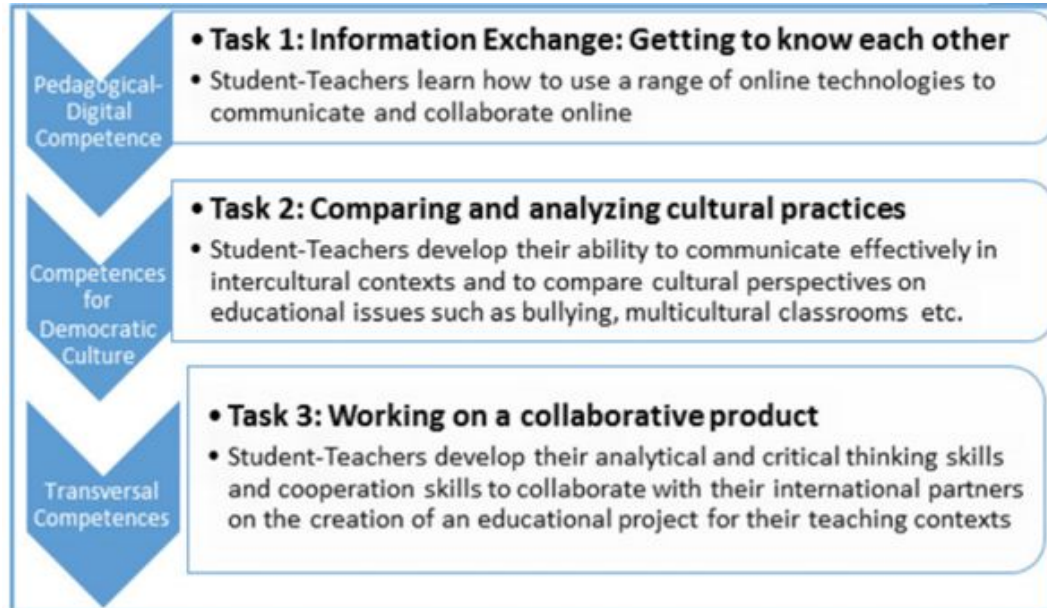 Pedagogical-
Digital
Competence
• Task 1: Information Exchange: Getting to know each other
• Student-Teachers learn how to use a range of online technologies to
communicate and collaborate online
Competences
for
Democratic
Culture
• Task 2: Comparing and analyzing cultural practices
• Student-Teachers develop their ability to communicate effectively in
intercultural contexts and to compare cultural perspectives on
educational issues such as bullying, multicultural classrooms etc.
Transversal
Competences
• Task 3: Working on a collaborative product
• Student-Teachers develop their analytical and critical thinking skills
and cooperation skills to collaborate with their international partners
on the creation of an educational project for their teaching contexts